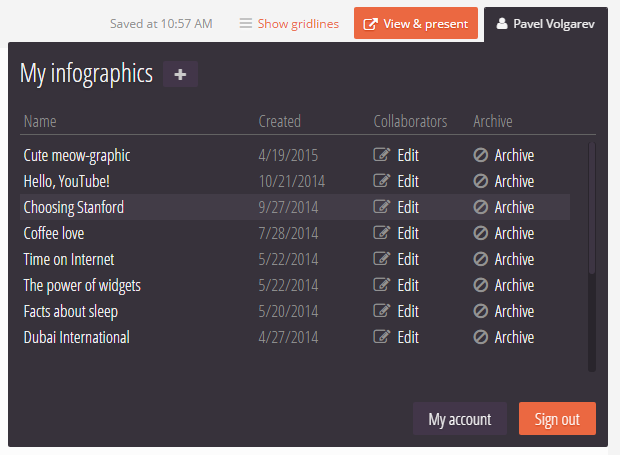 Saved at 10:57 AM Show gridlines View & present Pavel Volgarev
My infographics +
Name Created Collaborators Archive
Cute meow-graphic 4/19/2015 Edit Archive
Hello, YouTube! 10/21/2014 Edit Archive
Choosing Stanford 9/27/2014 Edit Archive
Coffee love 7/28/2014 Edit Archive
Time on Internet 5/22/2014 Edit Archive
The power of widgets 5/22/2014 Edit Archive
Facts about sleep 5/20/2014 Edit Archive
Dubai International 4/27/2014 Edit Archive
My account Sign out